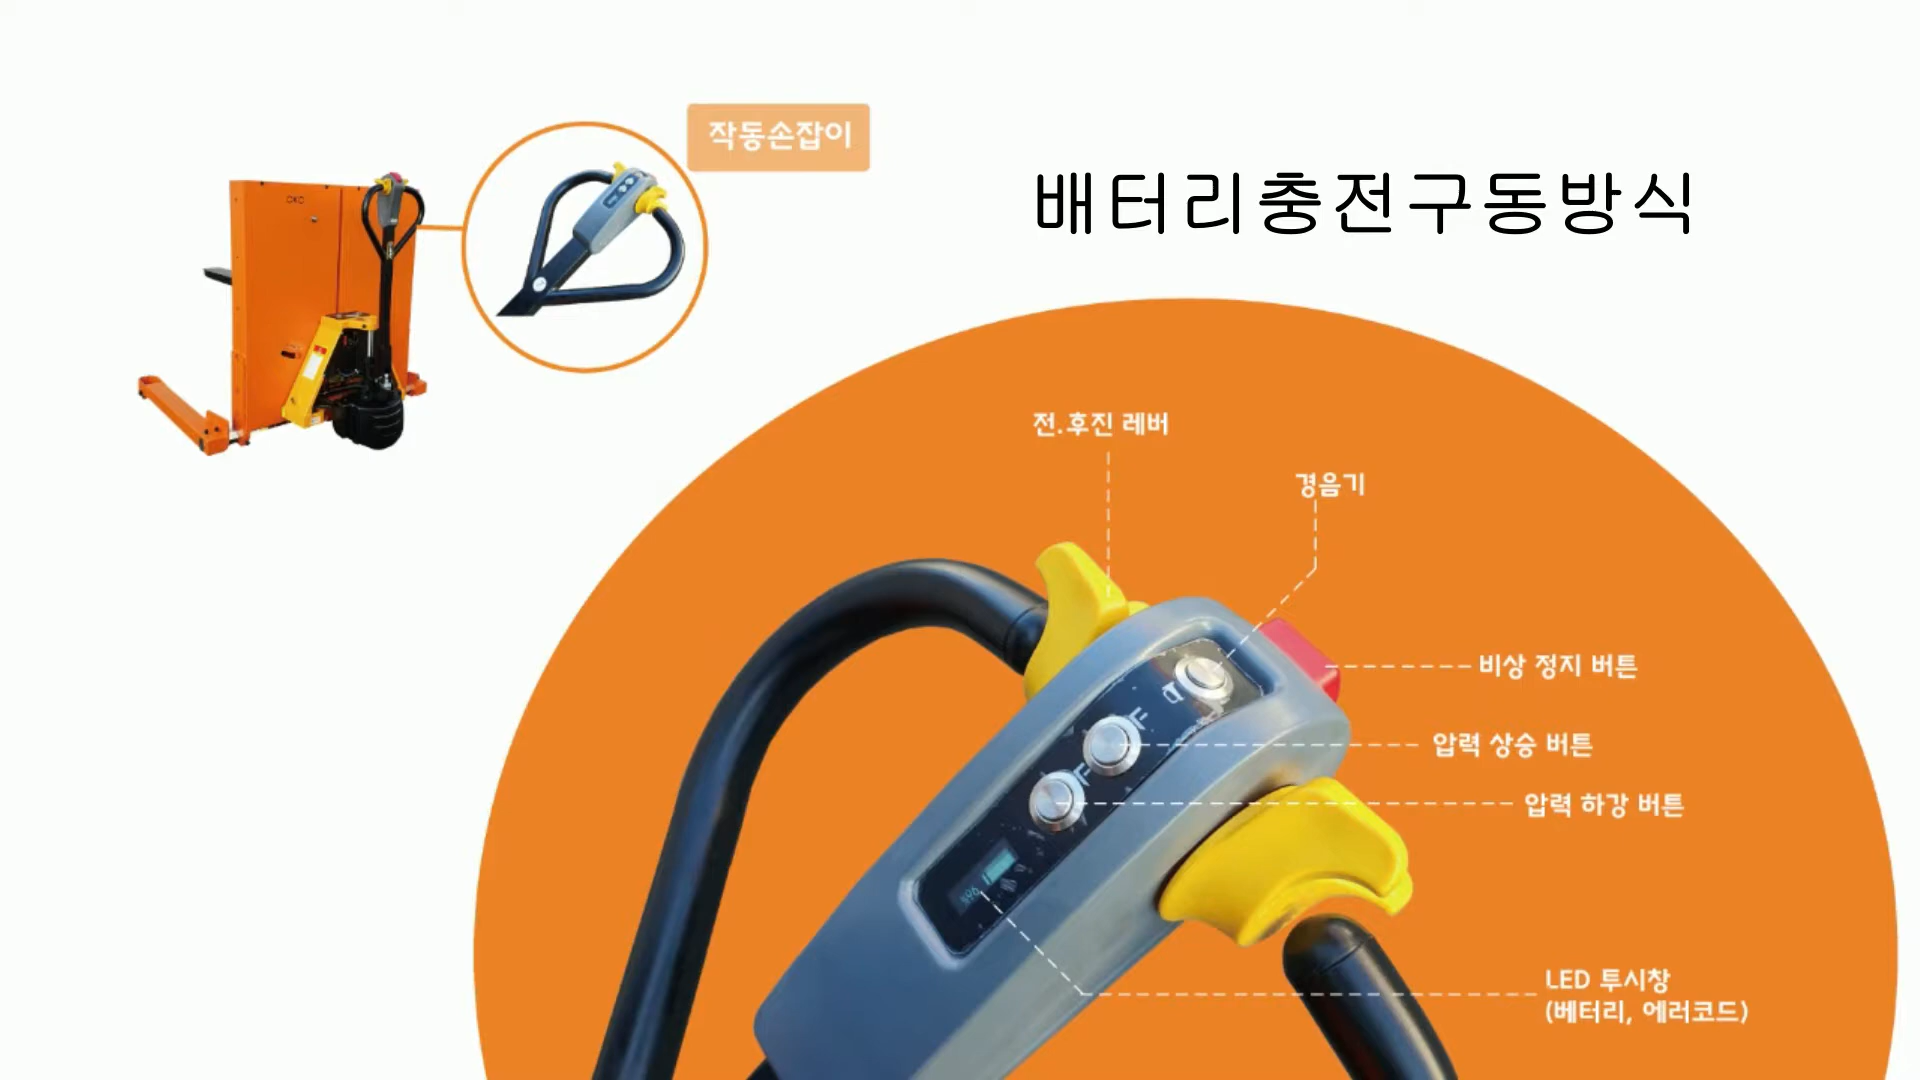 작동손잡이
배터리충전구동방식
전.후진 레버
경음기
비상 정지 버튼
압력 상승 버튼
압력 하강 버튼
LED 투시창
(베터리, 에러코드)